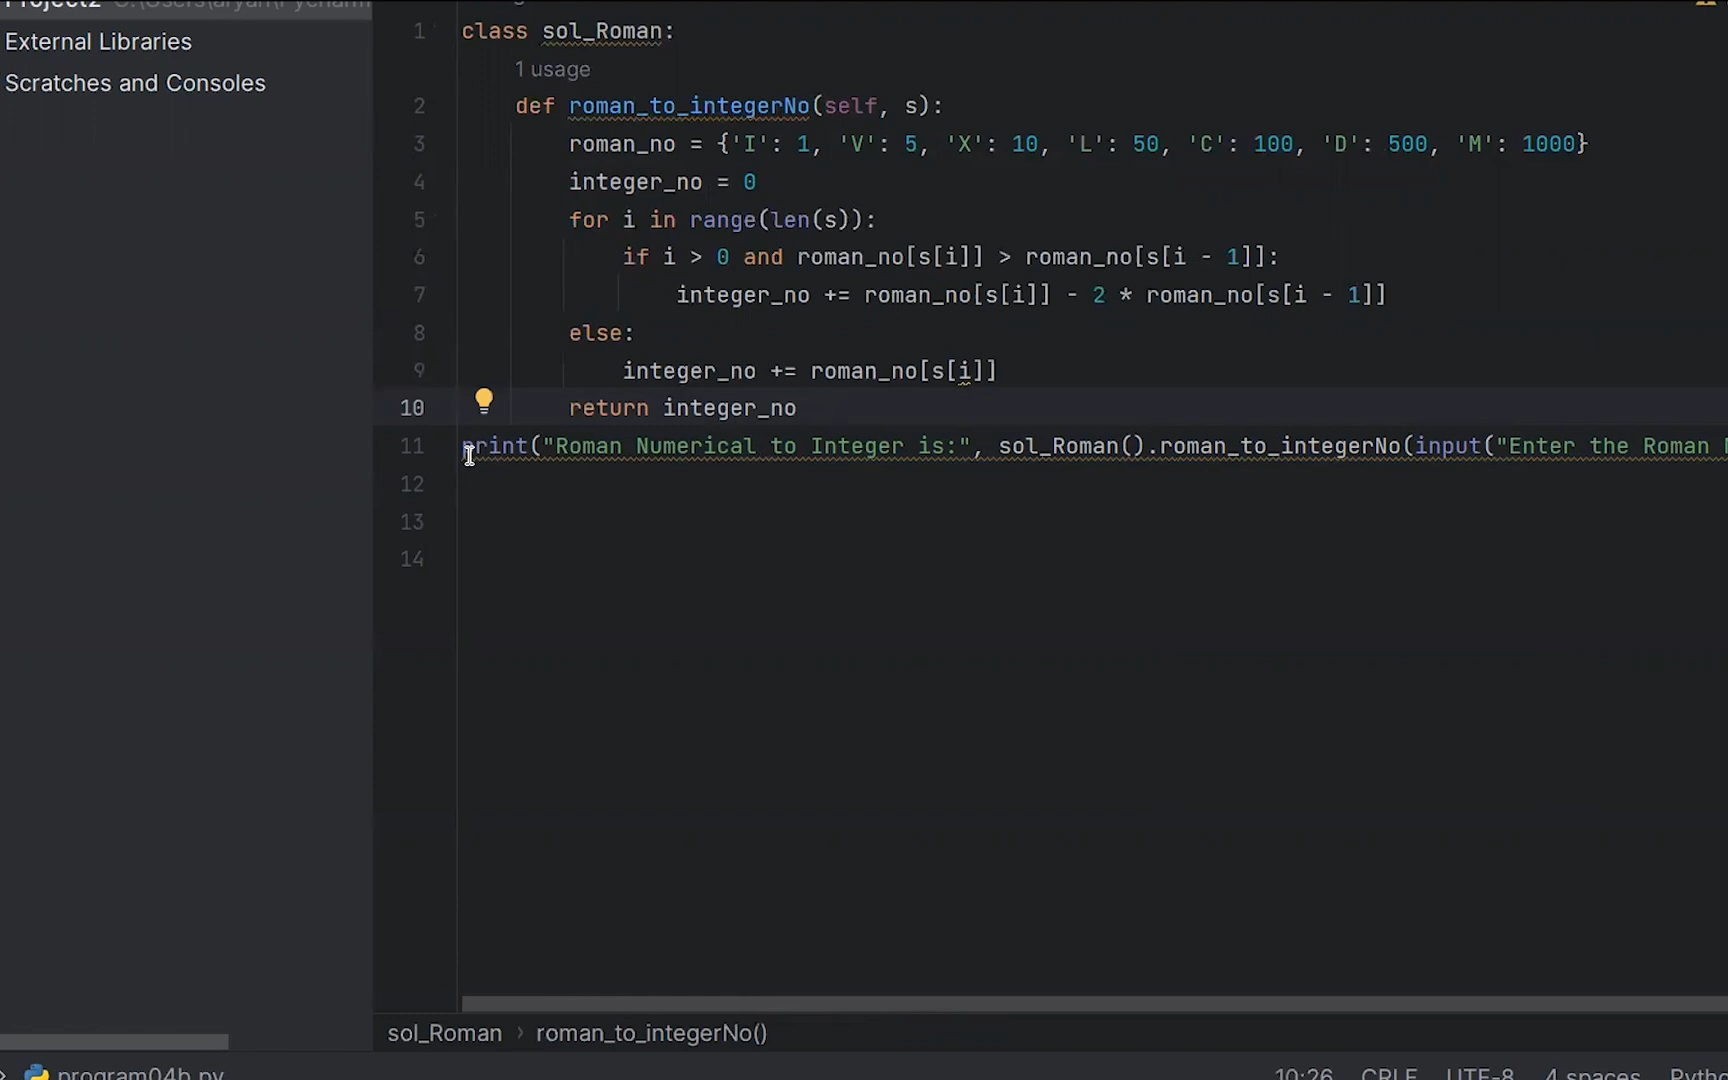 External Libraries
Scratches and Consoles
1 class sol_Roman:
1 usage
2 def roman_to_integerNo(self, s):
3 roman_no = {'I': 1, 'V': 5, 'X': 10, 'L': 50, 'C': 100, 'D': 500, 'M': 1000}
4 integer_no = 0
5 for i in range(len(s)):
6 if i > 0 and roman_no[s[i]] > roman_no[s[i - 1]]:
7 integer_no += roman_no[s[i]] - 2 * roman_no[s[i - 1]]
8 else:
9 integer_no += roman_no[s[i]]
10 return integer_no
11 print("Roman Numerical to Integer is:", sol_Roman().roman_to_integerNo(input("Enter the Roman
12
13
14
sol_Roman › roman_to_integerNo()
program04b.py 10:26 CRLF UTF-8 4 spaces